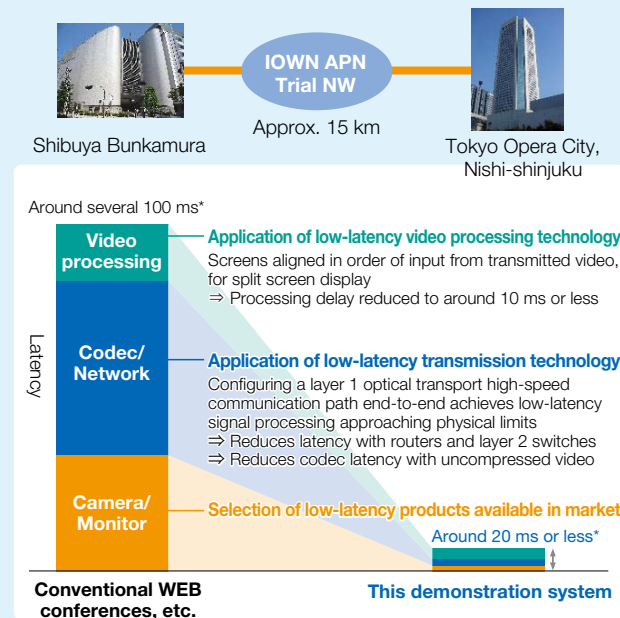 IOWN APN
Trial NW
Approx. 15 km
Shibuya Bunkamura
Tokyo Opera City,
Nishi-shinjuku
Around several 100 ms*
Latency
Video
processing
Application of low-latency video processing technology
Screens aligned in order of input from transmitted video,
for split screen display
⇒ Processing delay reduced to around 10 ms or less
Codec/
Network
Application of low-latency transmission technology
Configuring a layer 1 optical transport high-speed
communication path end-to-end achieves low-latency
signal processing approaching physical limits
⇒ Reduces latency with routers and layer 2 switches
⇒ Reduces codec latency with uncompressed video
Camera/
Monitor
Selection of low-latency products available in market
Around 20 ms or less*
Conventional WEB
conferences, etc.
This demonstration system